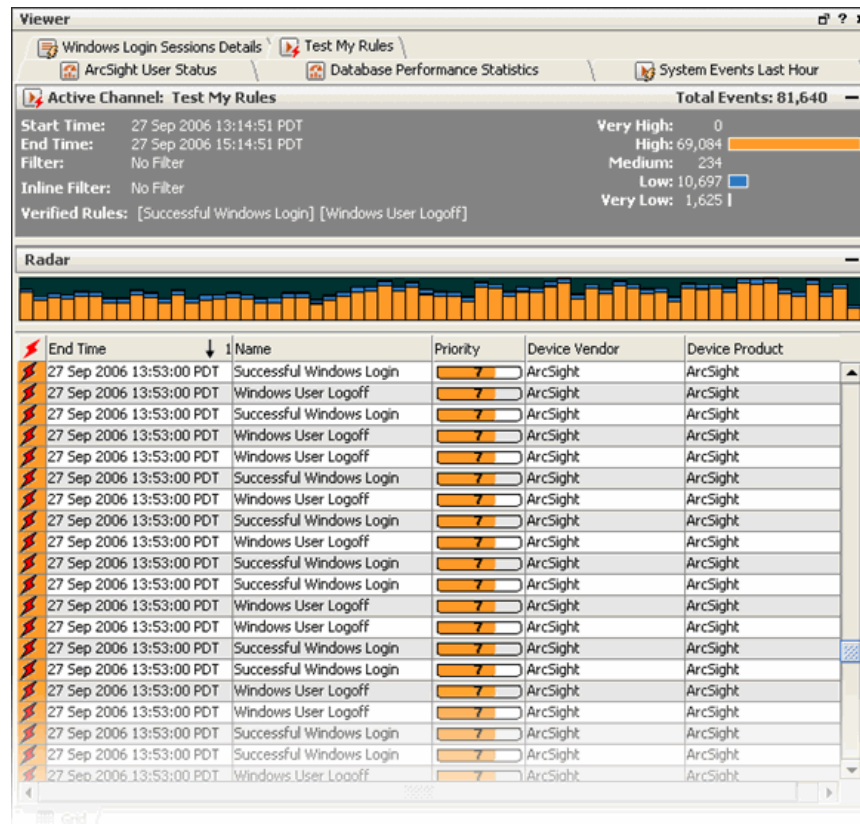 Viewer
Windows Login Sessions Details Test My Rules
ArcSight User Status Database Performance Statistics System Events Last Hour
Active Channel: Test My Rules Total Events: 81,640
Start Time: 27 Sep 2006 13:14:51 PDT Very High: 0
End Time: 27 Sep 2006 15:14:51 PDT High: 69,084
Filter: No Filter Medium: 234
Inline Filter: No Filter Low: 10,697
Verified Rules: [Successful Windows Login] [Windows User Logoff] Very Low: 1,625
Radar
End Time 1 Name Priority Device Vendor Device Product
27 Sep 2006 13:53:00 PDT Successful Windows Login 7 ArcSight ArcSight
27 Sep 2006 13:53:00 PDT Windows User Logoff 7 ArcSight ArcSight
27 Sep 2006 13:53:00 PDT Successful Windows Login 7 ArcSight ArcSight
27 Sep 2006 13:53:00 PDT Windows User Logoff 7 ArcSight ArcSight
27 Sep 2006 13:53:00 PDT Windows User Logoff 7 ArcSight ArcSight
27 Sep 2006 13:53:00 PDT Successful Windows Login 7 ArcSight ArcSight
27 Sep 2006 13:53:00 PDT Windows User Logoff 7 ArcSight ArcSight
27 Sep 2006 13:53:00 PDT Successful Windows Login 7 ArcSight ArcSight
27 Sep 2006 13:53:00 PDT Windows User Logoff 7 ArcSight ArcSight
27 Sep 2006 13:53:00 PDT Successful Windows Login 7 ArcSight ArcSight
27 Sep 2006 13:53:00 PDT Successful Windows Login 7 ArcSight ArcSight
27 Sep 2006 13:53:00 PDT Windows User Logoff 7 ArcSight ArcSight
27 Sep 2006 13:53:00 PDT Windows User Logoff 7 ArcSight ArcSight
27 Sep 2006 13:53:00 PDT Successful Windows Login 7 ArcSight ArcSight
27 Sep 2006 13:53:00 PDT Successful Windows Login 7 ArcSight ArcSight
27 Sep 2006 13:53:00 PDT Windows User Logoff 7 ArcSight ArcSight
27 Sep 2006 13:53:00 PDT Windows User Logoff 7 ArcSight ArcSight
27 Sep 2006 13:53:00 PDT Successful Windows Login 7 ArcSight ArcSight
27 Sep 2006 13:53:00 PDT Successful Windows Login 7 ArcSight ArcSight
27 Sep 2006 13:53:00 PDT Windows User Logoff 7 ArcSight ArcSight
Grid